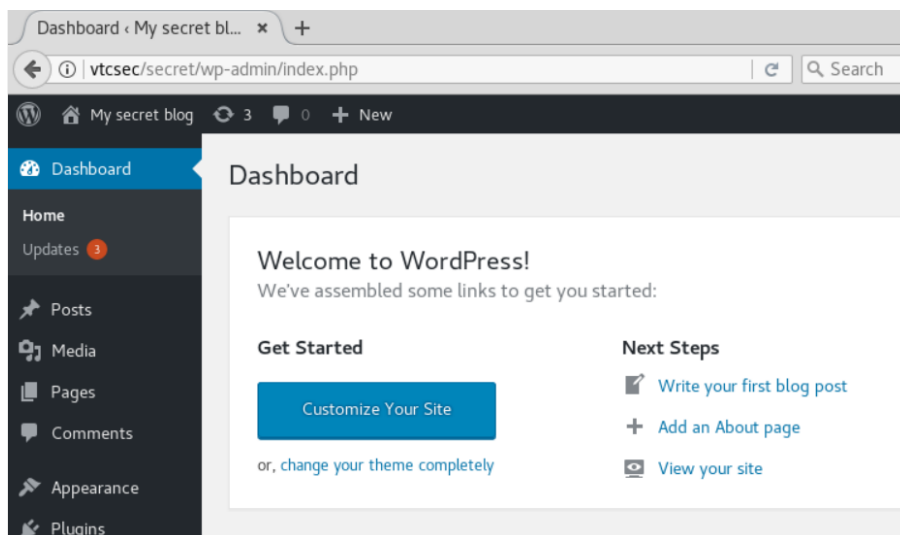 Dashboard ‹ My secret bl...
vtcsec/secret/wp-admin/index.php
Search
My secret blog 3 0 New
Dashboard
Home
Updates 3
Posts
Media
Pages
Comments
Appearance
Plugins
Dashboard
Welcome to WordPress!
We've assembled some links to get you started:
Get Started
Customize Your Site
or, change your theme completely
Next Steps
Write your first blog post
Add an About page
View your site